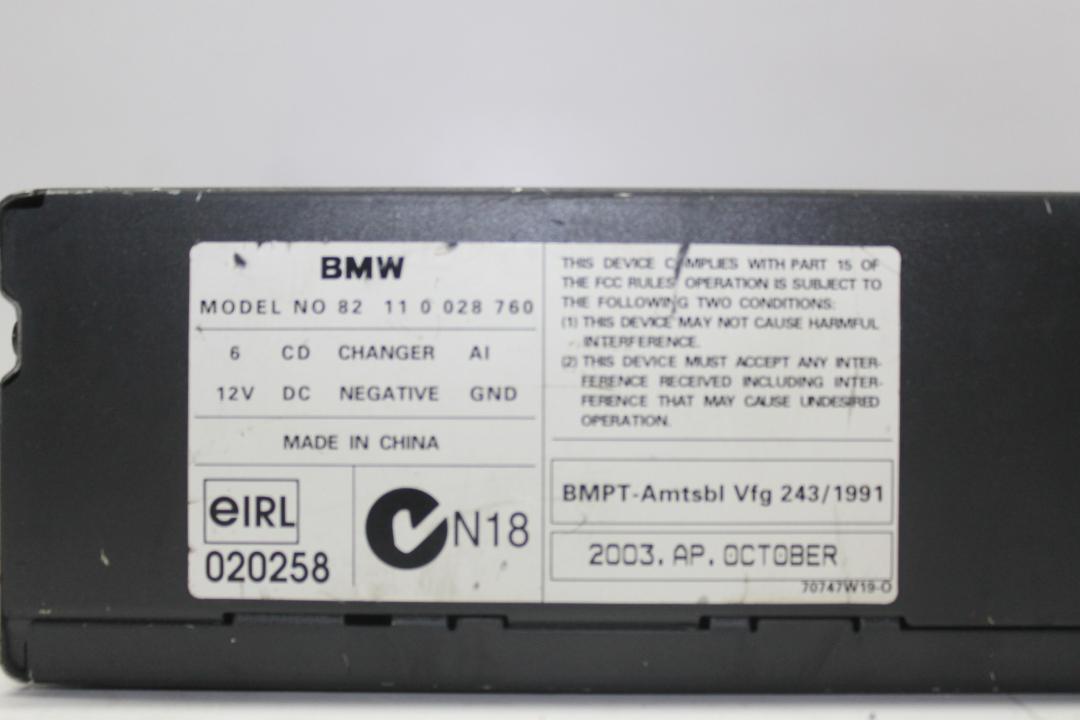 BMW
MODEL NO 82 11 0 028 760
6 CD CHANGER AI
12V DC NEGATIVE GND
MADE IN CHINA
eIRL
020258
N18
THIS DEVICE COMPLIES WITH PART 15 OF
THE FCC RULES OPERATION IS SUBJECT TO
THE FOLLOWING TWO CONDITIONS:
(1) THIS DEVICE MAY NOT CAUSE HARMFUL
INTERFERENCE.
(2) THIS DEVICE MUST ACCEPT ANY INTER-
FERENCE RECEIVED INCLUDING INTER-
FERENCE THAT MAY CAUSE UNDESIRED
OPERATION.
BMPT-Amtsbl Vfg 243/1991
2003. AP. OCTOBER
70747W19-O